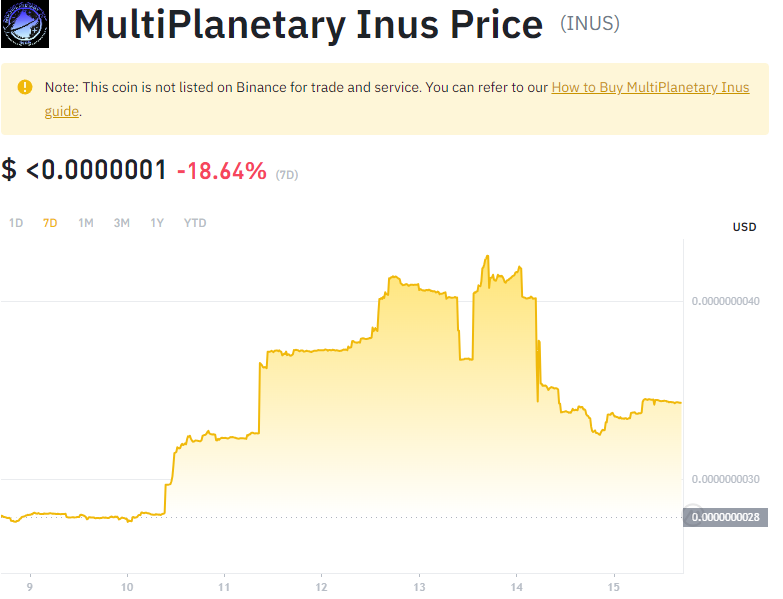 MultiPlanetary Inus Price (INUS)
Note: This coin is not listed on Binance for trade and service. You can refer to our How to Buy MultiPlanetary Inus
guide.
$ <0.0000001 -18.64% (7D)
1D 7D 1M 3M 1Y YTD
USD
0.0000000040
0.0000000030
0.0000000028
9 10 11 12 13 14 15